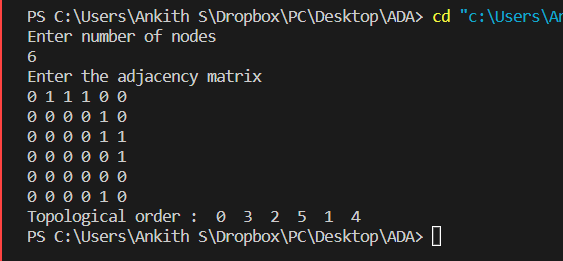 PS C:\Users\Ankith S\Dropbox\PC\Desktop\ADA> cd "c:\Users\An
Enter number of nodes
6
Enter the adjacency matrix
0 1 1 1 0 0
0 0 0 0 1 0
0 0 0 0 1 1
0 0 0 0 0 1
0 0 0 0 0 0
0 0 0 0 1 0
Topological order :  0  3  2  5  1  4
PS C:\Users\Ankith S\Dropbox\PC\Desktop\ADA>